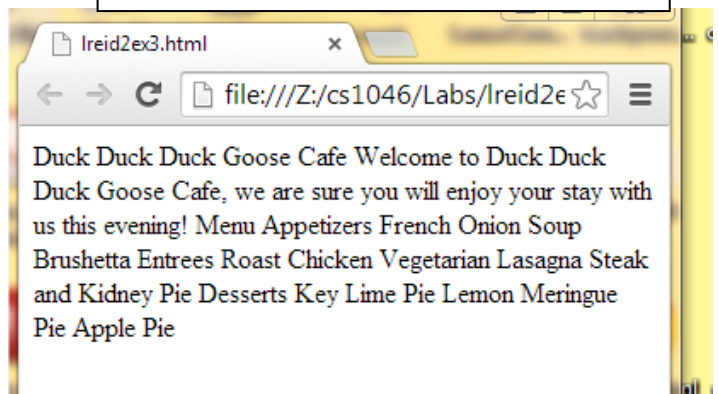 lreid2ex3.html
file:///Z:/cs1046/Labs/lreid2e
Duck Duck Duck Goose Cafe Welcome to Duck Duck
Duck Goose Cafe, we are sure you will enjoy your stay with
us this evening! Menu Appetizers French Onion Soup
Brushetta Entrees Roast Chicken Vegetarian Lasagna Steak
and Kidney Pie Desserts Key Lime Pie Lemon Meringue
Pie Apple Pie